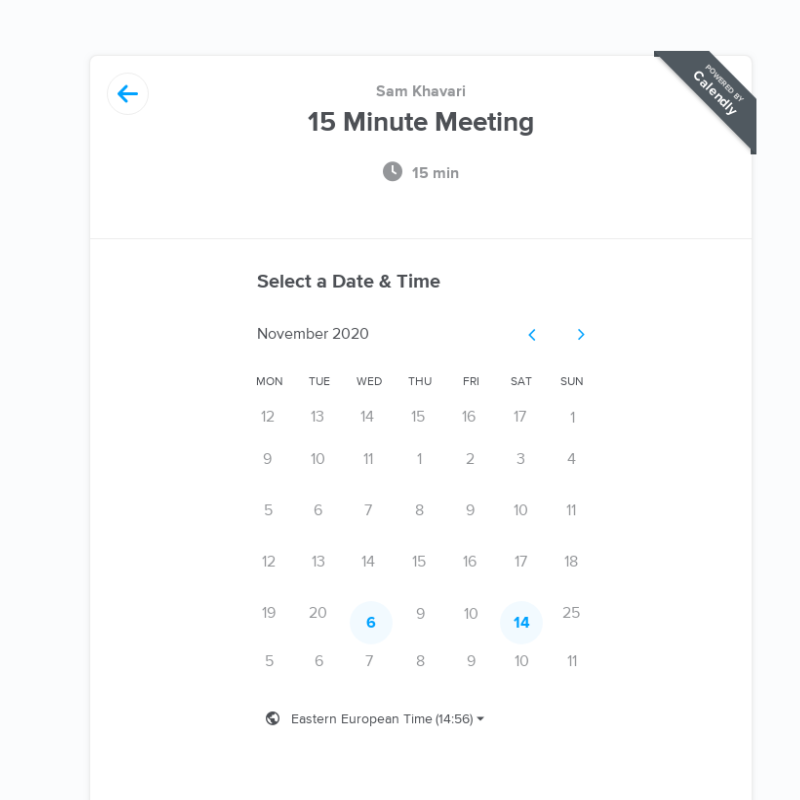 POWERED BY
Calendly
Sam Khavari
15 Minute Meeting
15 min
Select a Date & Time
November 2020
MON TUE WED THU FRI SAT SUN
12 13 14 15 16 17 1
9 10 11 1 2 3 4
5 6 7 8 9 10 11
12 13 14 15 16 17 18
19 20 6 9 10 14 25
5 6 7 8 9 10 11
Eastern European Time (14:56)